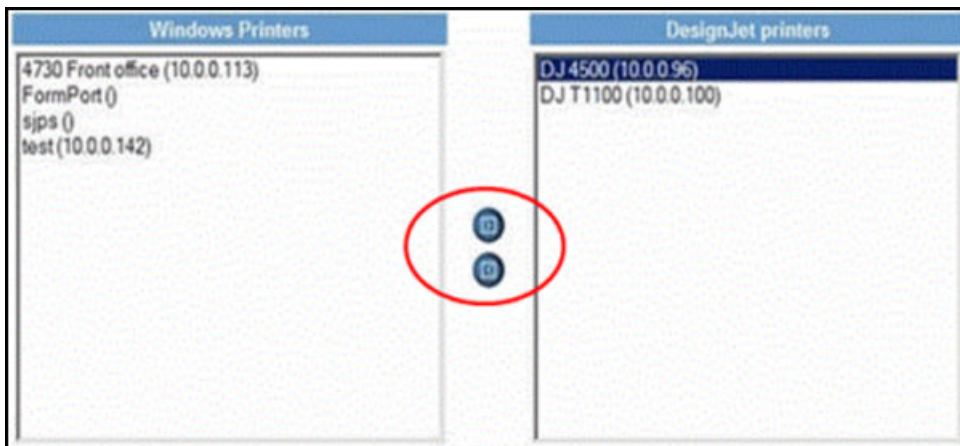 Windows Printers
4730 Front office (10.0.0.113)
FormPort ()
sjps ()
test (10.0.0.142)
DesignJet printers
DJ 4500 (10.0.0.96)
DJ T1100 (10.0.0.100)